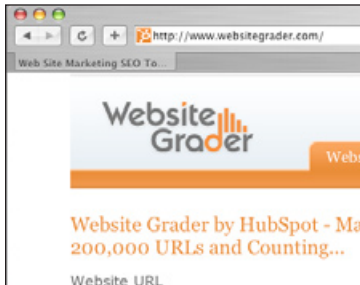 http://www.websitegrader.com/
Web Site Marketing SEO To...
Website
Grader
Webs
Website Grader by HubSpot - Ma
200,000 URLs and Counting...
Website URL